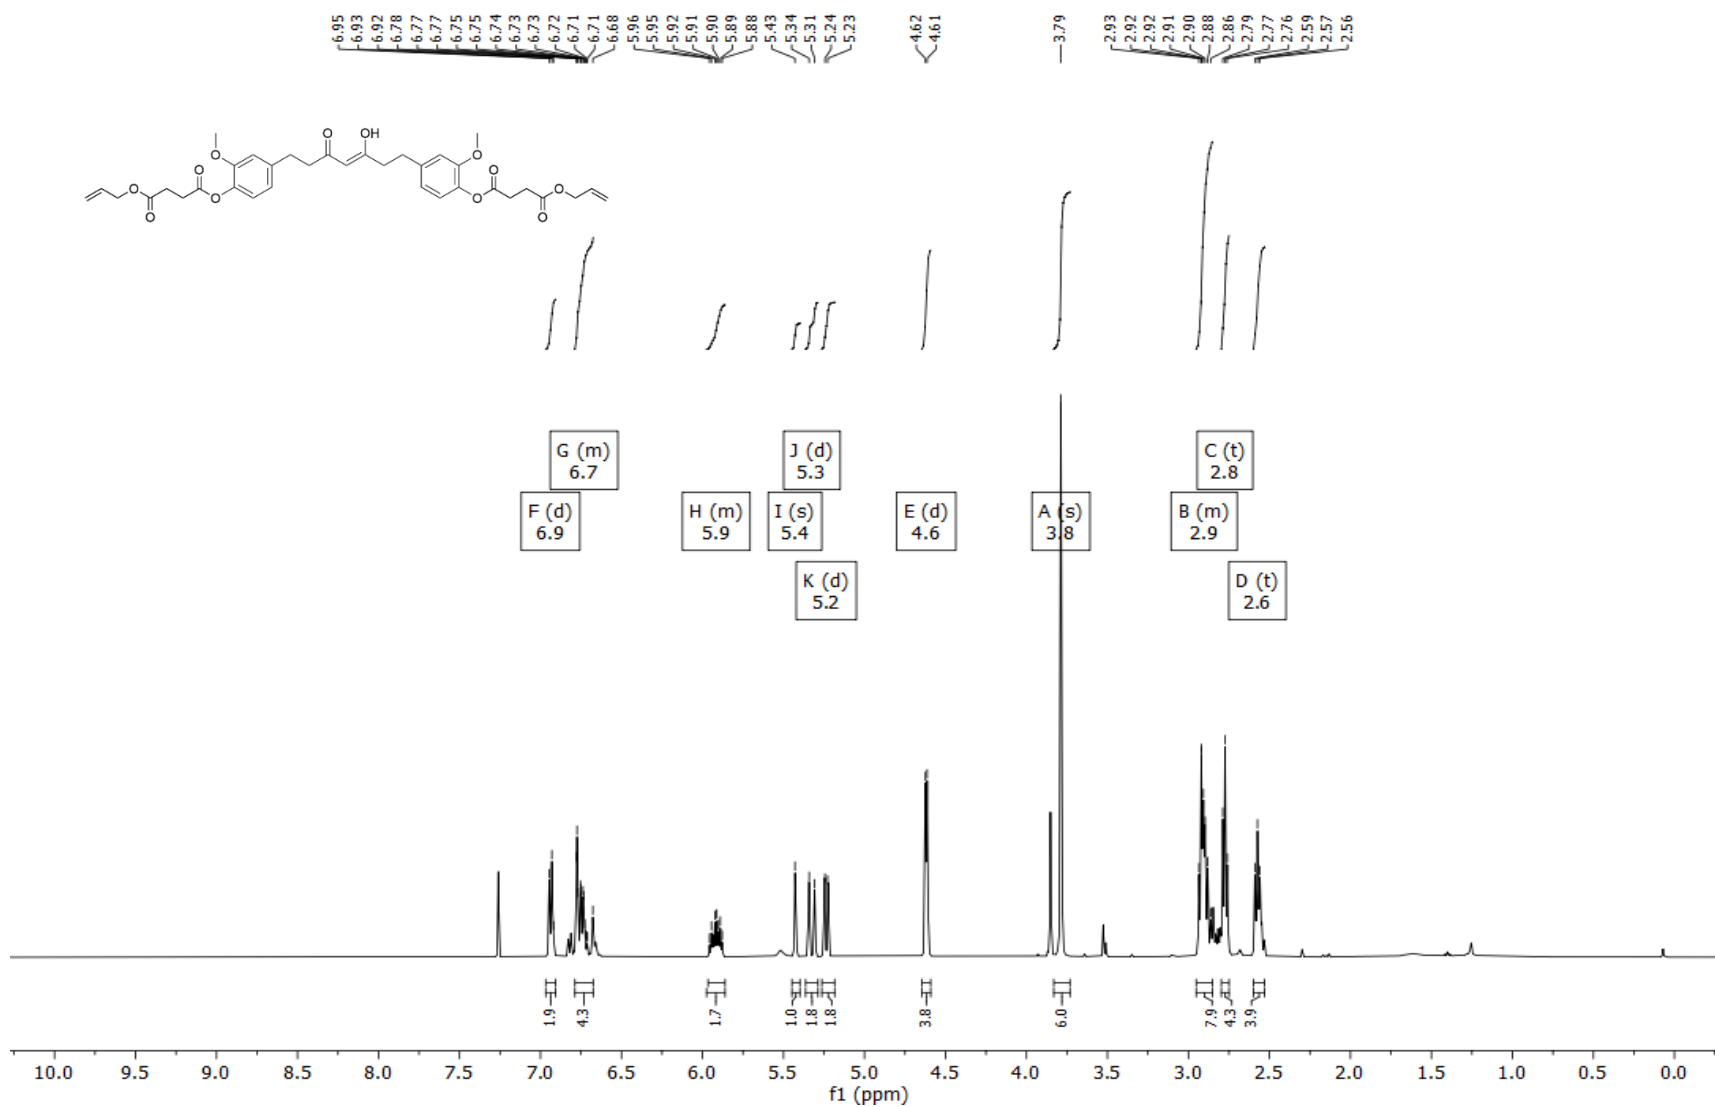 6.95 6.93 6.92 6.78 6.77 6.77 6.75 6.75 6.74 6.73 6.73 6.72 6.71 6.71 6.68 5.96 5.95 5.92 5.91 5.90 5.89 5.88 5.43 5.34 5.31 5.24 5.23 4.62 4.61 3.79 2.93 2.92 2.92 2.91 2.90 2.88 2.86 2.79 2.77 2.76 2.59 2.57 2.56
O OH
O O
O O O O
O O O O
G (m) J (d) C (t)
6.7 5.3 2.8
F (d) H (m) I (s) E (d) A (s) B (m)
6.9 5.9 5.4 4.6 3.8 2.9
K (d) D (t)
5.2 2.6
1.9 4.3 1.7 1.0 1.8 1.8 3.8 6.0 7.9 4.3 3.9
10.0 9.5 9.0 8.5 8.0 7.5 7.0 6.5 6.0 5.5 5.0 4.5 4.0 3.5 3.0 2.5 2.0 1.5 1.0 0.5 0.0
f1 (ppm)